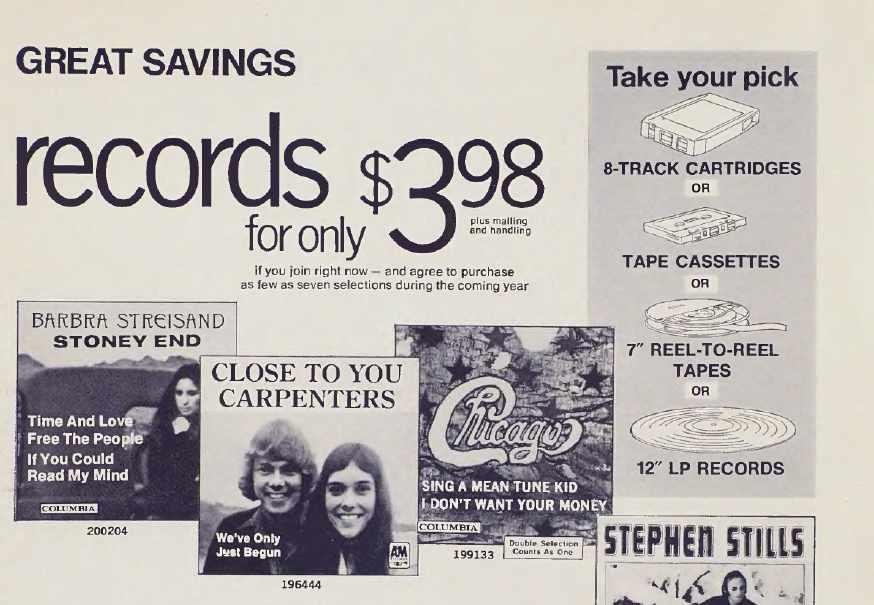 GREAT SAVINGS
records $3.98
for only
plus mailing
and handling
if you join right now — and agree to purchase
as few as seven selections during the coming year
Take your pick
8-TRACK CARTRIDGES
OR
TAPE CASSETTES
OR
7" REEL-TO-REEL
TAPES
OR
12" LP RECORDS
BARBRA STREISAND
STONEY END
Time And Love
Free The People
If You Could
Read My Mind
COLUMBIA
200204
CLOSE TO YOU
CARPENTERS
We've Only
Just Begun
A&M
196444
Chicago
SING A MEAN TUNE KID
I DON'T WANT YOUR MONEY
COLUMBIA
199133
Double Selection
Counts As One
STEPHEN STILLS